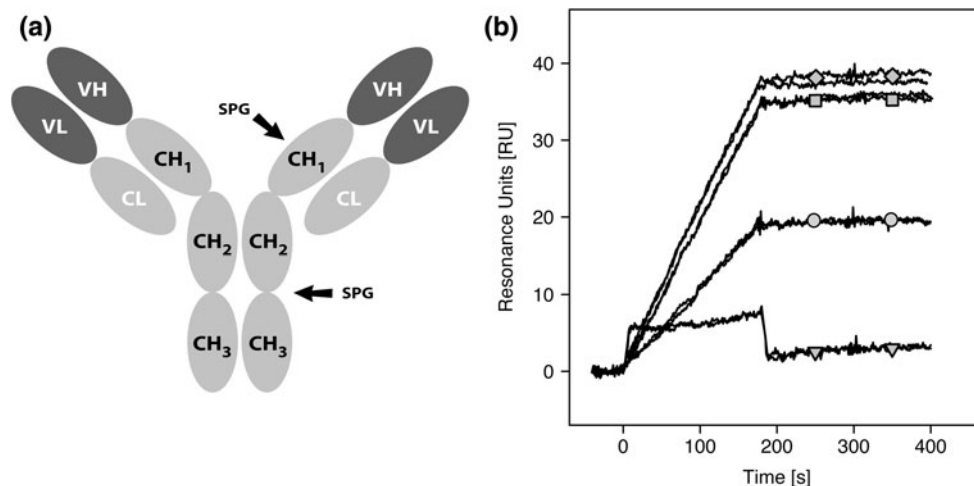 (a)
VH
VL
CH1
CL
SPG
CH1
VH
VL
CL
CH2
CH2
SPG
CH3
CH3
(b)
Resonance Units [RU]
40
30
20
10
0
0
100
200
300
400
Time [s]